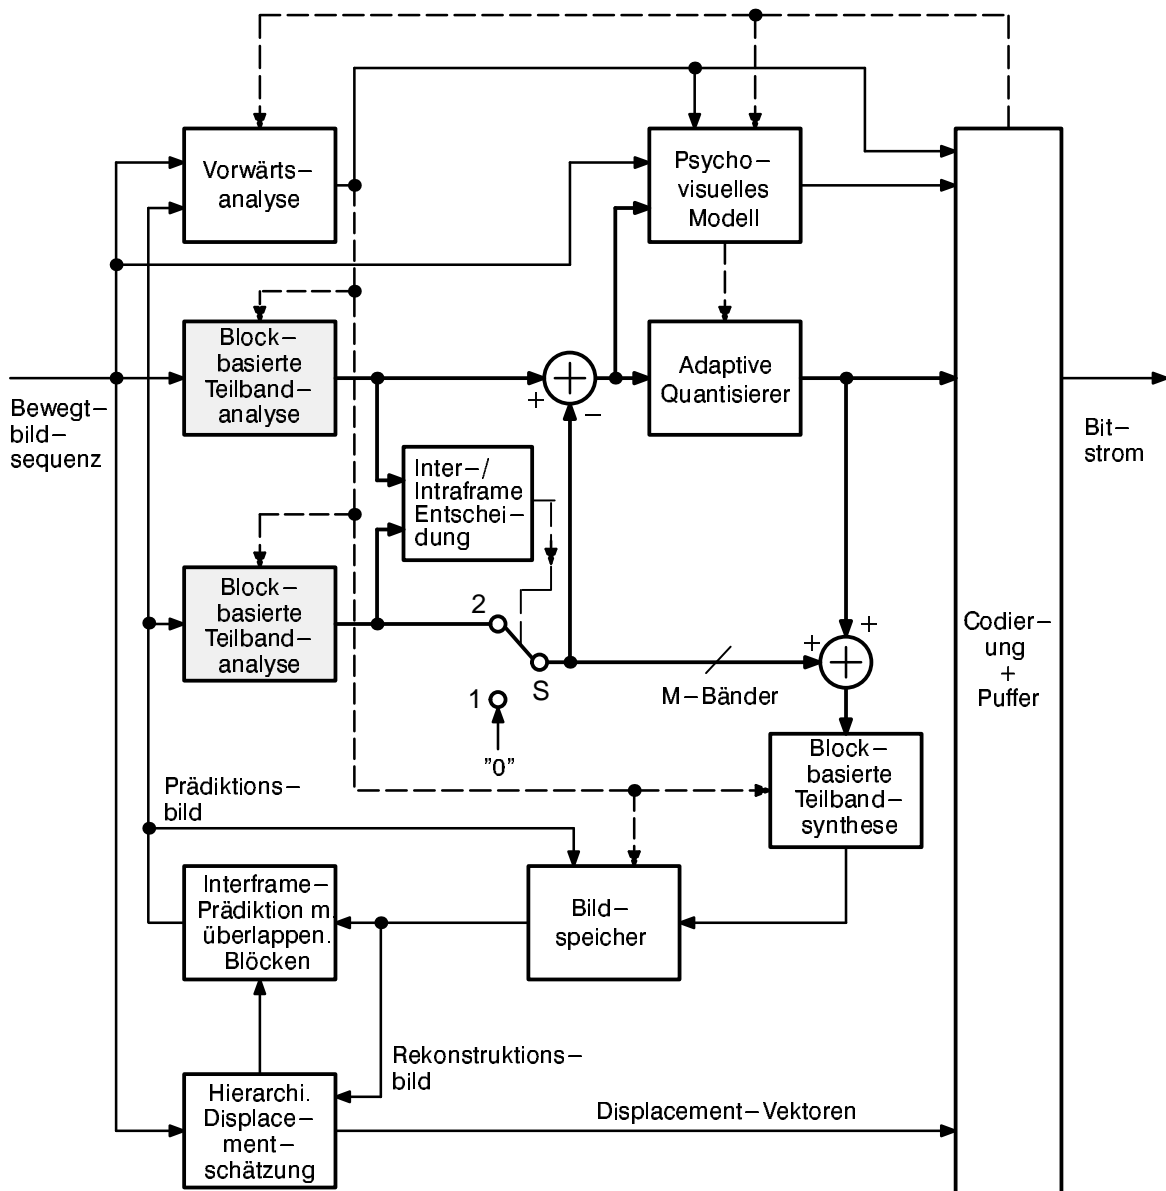 Vorwärts–
analyse
Psycho–
visuelles
Modell
Block–
basierte
Teilband–
analyse
Adaptive
Quantisierer
+
–
Bewegt–
bild–
sequenz
Bit–
strom
Inter–/
Intraframe
Entschei–
dung
Block–
basierte
Teilband–
analyse
2
S
1
"0"
M–Bänder
+
+
Codier–
ung
+
Puffer
Block–
basierte
Teilband–
synthese
Prädiktions–
bild
Interframe–
Prädiktion m.
überlappen.
Blöcken
Bild–
speicher
Rekonstruktions–
bild
Hierarchi.
Displace–
ment–
schätzung
Displacement–Vektoren